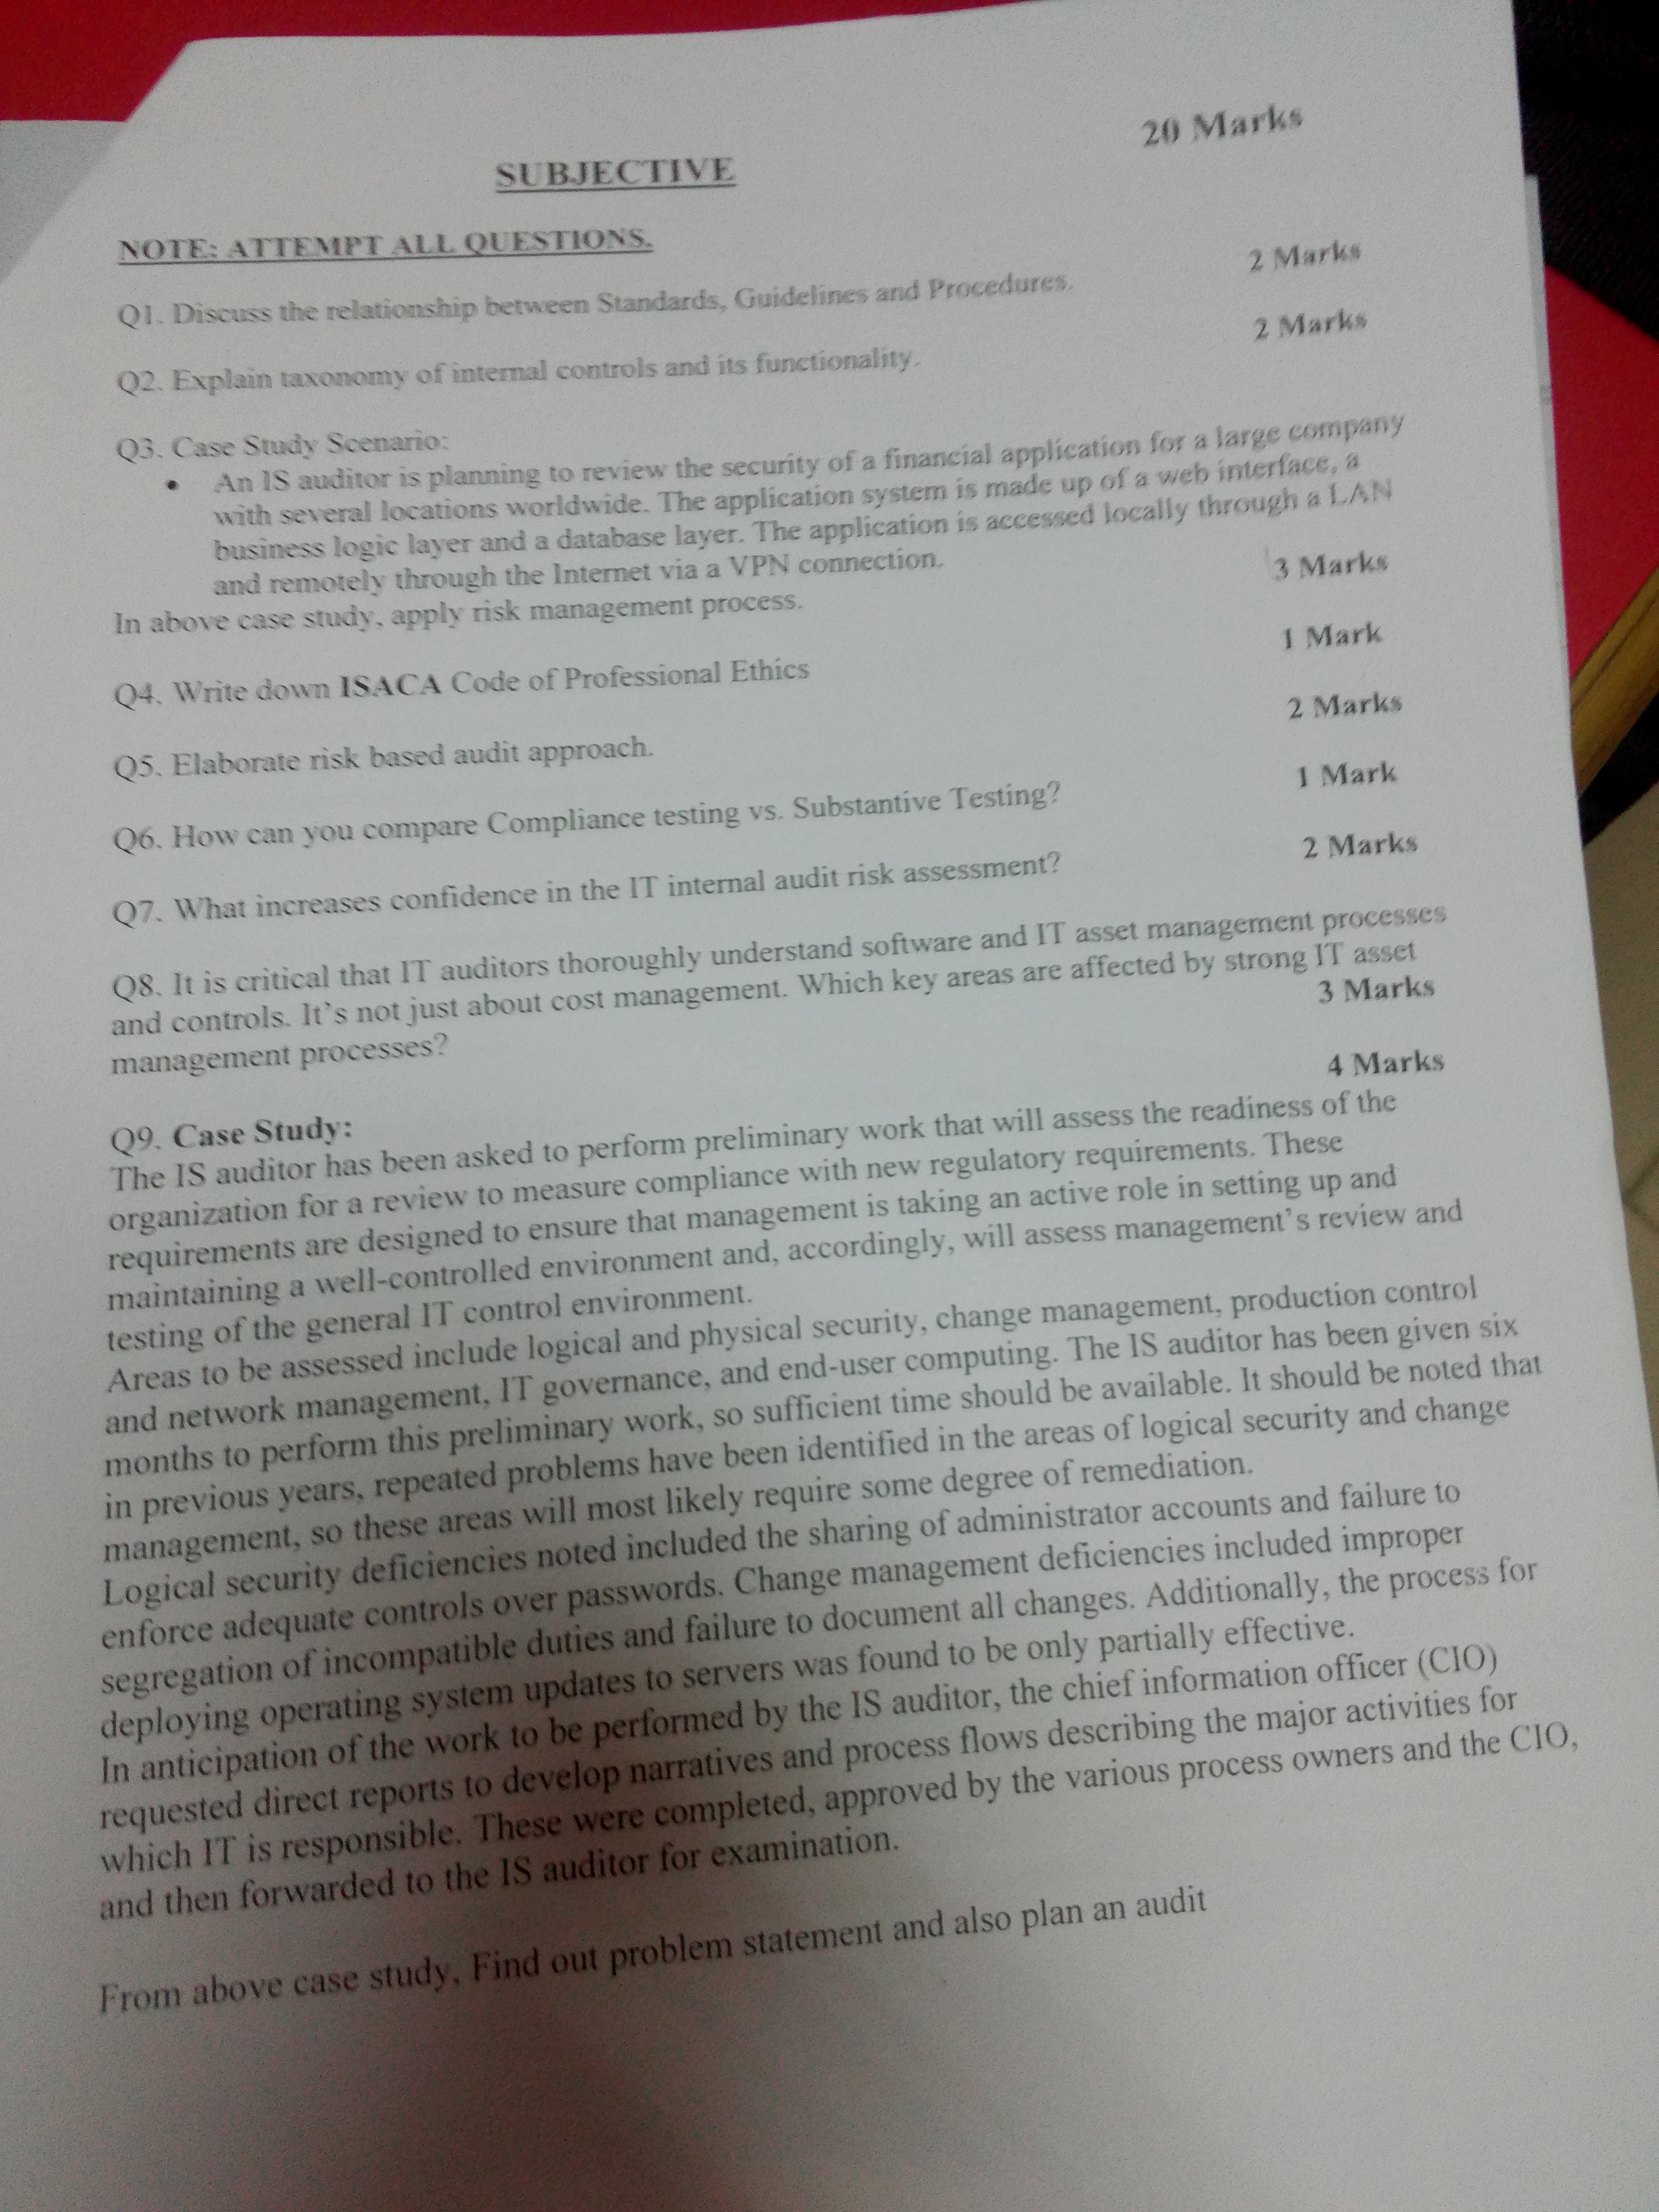 20 Marks
SUBJECTIVE
NOTE: ATTEMPT ALL QUESTIONS.
Q1. Discuss the relationship between Standards, Guidelines and Procedures. 2 Marks
Q2. Explain taxonomy of internal controls and its functionality. 2 Marks
Q3. Case Study Scenario:
• An IS auditor is planning to review the security of a financial application for a large company
with several locations worldwide. The application system is made up of a web interface, a
business logic layer and a database layer. The application is accessed locally through a LAN
and remotely through the Internet via a VPN connection.
In above case study, apply risk management process. 3 Marks
Q4. Write down ISACA Code of Professional Ethics 1 Mark
Q5. Elaborate risk based audit approach. 2 Marks
Q6. How can you compare Compliance testing vs. Substantive Testing? 1 Mark
Q7. What increases confidence in the IT internal audit risk assessment? 2 Marks
Q8. It is critical that IT auditors thoroughly understand software and IT asset management processes
and controls. It's not just about cost management. Which key areas are affected by strong IT asset
management processes? 3 Marks
Q9. Case Study: 4 Marks
The IS auditor has been asked to perform preliminary work that will assess the readiness of the
organization for a review to measure compliance with new regulatory requirements. These
requirements are designed to ensure that management is taking an active role in setting up and
maintaining a well-controlled environment and, accordingly, will assess management's review and
testing of the general IT control environment.
Areas to be assessed include logical and physical security, change management, production control
and network management, IT governance, and end-user computing. The IS auditor has been given six
months to perform this preliminary work, so sufficient time should be available. It should be noted that
in previous years, repeated problems have been identified in the areas of logical security and change
management, so these areas will most likely require some degree of remediation.
Logical security deficiencies noted included the sharing of administrator accounts and failure to
enforce adequate controls over passwords. Change management deficiencies included improper
segregation of incompatible duties and failure to document all changes. Additionally, the process for
deploying operating system updates to servers was found to be only partially effective.
In anticipation of the work to be performed by the IS auditor, the chief information officer (CIO)
requested direct reports to develop narratives and process flows describing the major activities for
which IT is responsible. These were completed, approved by the various process owners and the CIO,
and then forwarded to the IS auditor for examination.
From above case study, Find out problem statement and also plan an audit